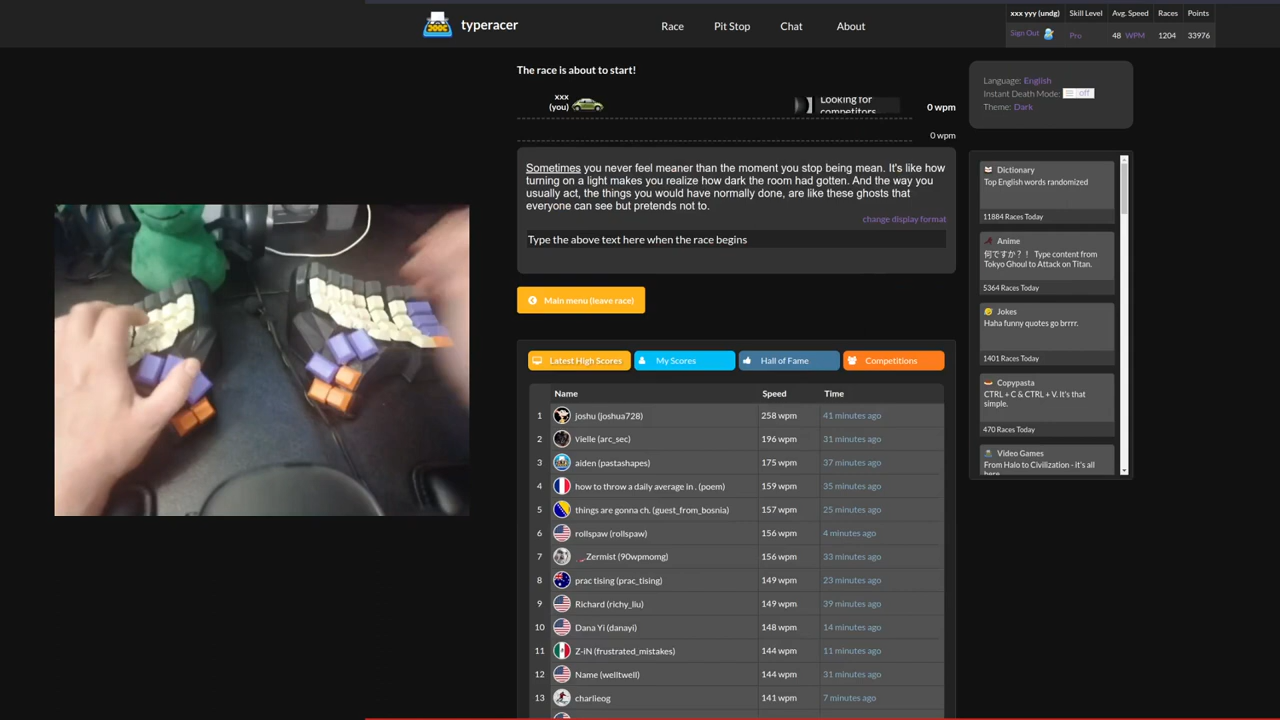 typeracer
Race
Pit Stop
Chat
About
xxx yyy (undg)
Skill Level
Avg. Speed
Races
Points
Sign Out
Pro
48 WPM
1204
33976
The race is about to start!
xxx
(you)
Looking for
competitors
0 wpm
0 wpm
Language: English
Instant Death Mode: off
Theme: Dark
Sometimes you never feel meaner than the moment you stop being mean. It's like how
turning on a light makes you realize how dark the room had gotten. And the way you
usually act, the things you would have normally done, are like these ghosts that
everyone can see but pretends not to.
change display format
Type the above text here when the race begins
Main menu (leave race)
Dictionary
Top English words randomized
11884 Races Today
Anime
何ですか？！ Type content from
Tokyo Ghoul to Attack on Titan.
5364 Races Today
Jokes
Haha funny quotes go brrrr.
1401 Races Today
Copypasta
CTRL + C & CTRL + V. It's that
simple.
470 Races Today
Video Games
From Halo to Civilization - it's all
here.
Latest High Scores
My Scores
Hall of Fame
Competitions
Name Speed Time
1 joshu (joshua728) 258 wpm 41 minutes ago
2 Vielle (arc_sec) 196 wpm 31 minutes ago
3 aiden (pastashapes) 175 wpm 37 minutes ago
4 how to throw a daily average in . (poem) 159 wpm 35 minutes ago
5 things are gonna ch. (guest_from_bosnia) 157 wpm 25 minutes ago
6 rollspaw (rollspaw) 156 wpm 4 minutes ago
7 Zermist (90wpmomg) 156 wpm 33 minutes ago
8 prac tising (prac_tising) 149 wpm 23 minutes ago
9 Richard (richy_liu) 149 wpm 39 minutes ago
10 Dana Yi (danayi) 148 wpm 14 minutes ago
11 Z-iN (frustrated_mistakes) 144 wpm 11 minutes ago
12 Name (welltwell) 144 wpm 31 minutes ago
13 charlieog 141 wpm 7 minutes ago